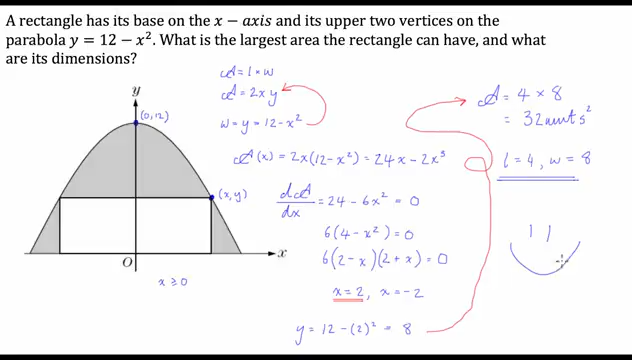 A rectangle has its base on the x − axis and its upper two vertices on the
parabola y = 12 − x². What is the largest area the rectangle can have, and what
are its dimensions?
A = l × w
A = 2xy
w = y = 12 − x²
A(x) = 2x(12 − x²) = 24x − 2x³
dA/dx = 24 − 6x² = 0
6(4 − x²) = 0
6(2 − x)(2 + x) = 0
x = 2, x = −2
y = 12 − (2)² = 8
A = 4 × 8
= 32 units²
l = 4, w = 8
y
(0,12)
(x,y)
O
x
x ≥ 0